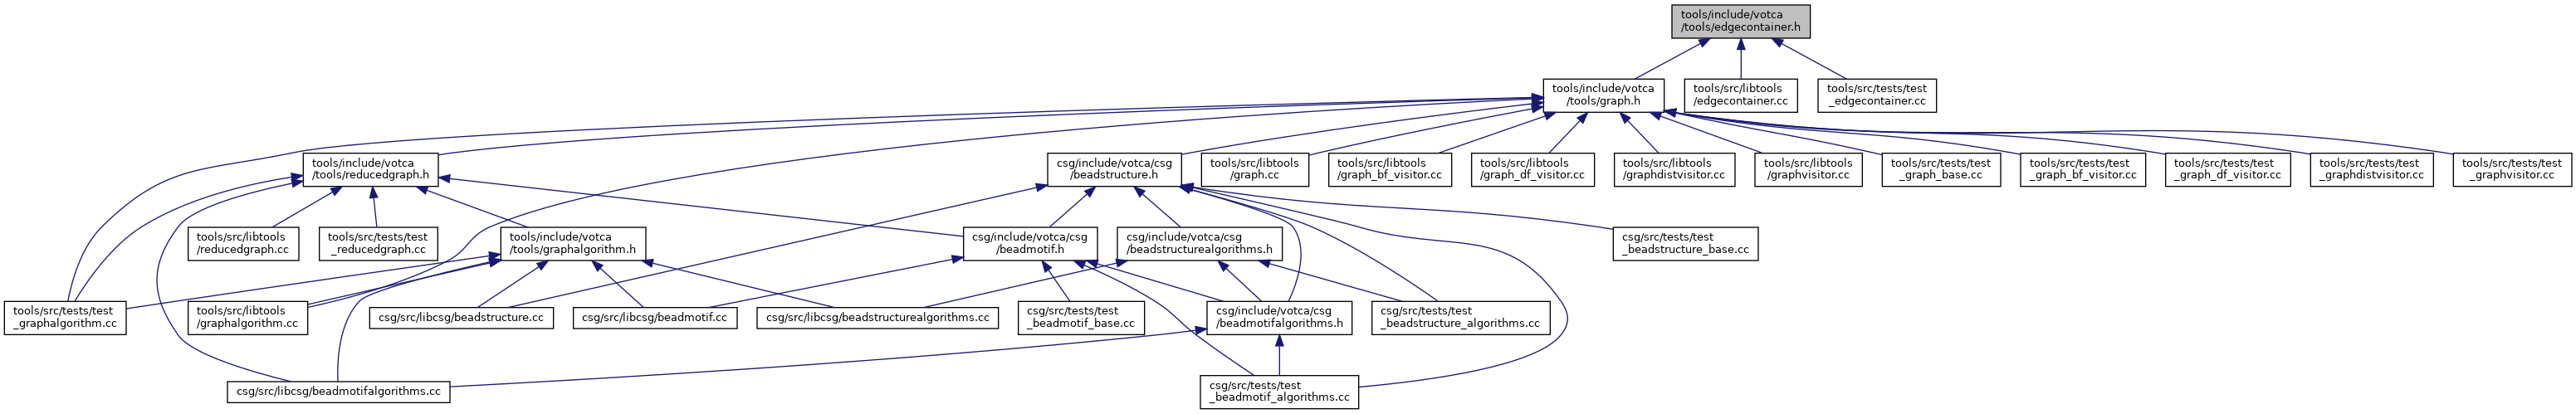 tools/include/votca
/tools/edgecontainer.h
tools/include/votca
/tools/graph.h
tools/src/libtools
/edgecontainer.cc
tools/src/tests/test
_edgecontainer.cc
tools/include/votca
/tools/reducedgraph.h
csg/include/votca/csg
/beadstructure.h
tools/src/libtools
/graph.cc
tools/src/libtools
/graph_bf_visitor.cc
tools/src/libtools
/graph_df_visitor.cc
tools/src/libtools
/graphdistvisitor.cc
tools/src/libtools
/graphvisitor.cc
tools/src/tests/test
_graph_base.cc
tools/src/tests/test
_graph_bf_visitor.cc
tools/src/tests/test
_graph_df_visitor.cc
tools/src/tests/test
_graphdistvisitor.cc
tools/src/tests/test
_graphvisitor.cc
tools/src/libtools
/reducedgraph.cc
tools/src/tests/test
_reducedgraph.cc
tools/include/votca
/tools/graphalgorithm.h
csg/include/votca/csg
/beadmotif.h
csg/include/votca/csg
/beadstructurealgorithms.h
csg/src/tests/test
_beadstructure_base.cc
tools/src/tests/test
_graphalgorithm.cc
tools/src/libtools
/graphalgorithm.cc
csg/src/libcsg/beadstructure.cc
csg/src/libcsg/beadmotif.cc
csg/src/libcsg/beadstructurealgorithms.cc
csg/src/tests/test
_beadmotif_base.cc
csg/include/votca/csg
/beadmotifalgorithms.h
csg/src/tests/test
_beadstructure_algorithms.cc
csg/src/libcsg/beadmotifalgorithms.cc
csg/src/tests/test
_beadmotif_algorithms.cc